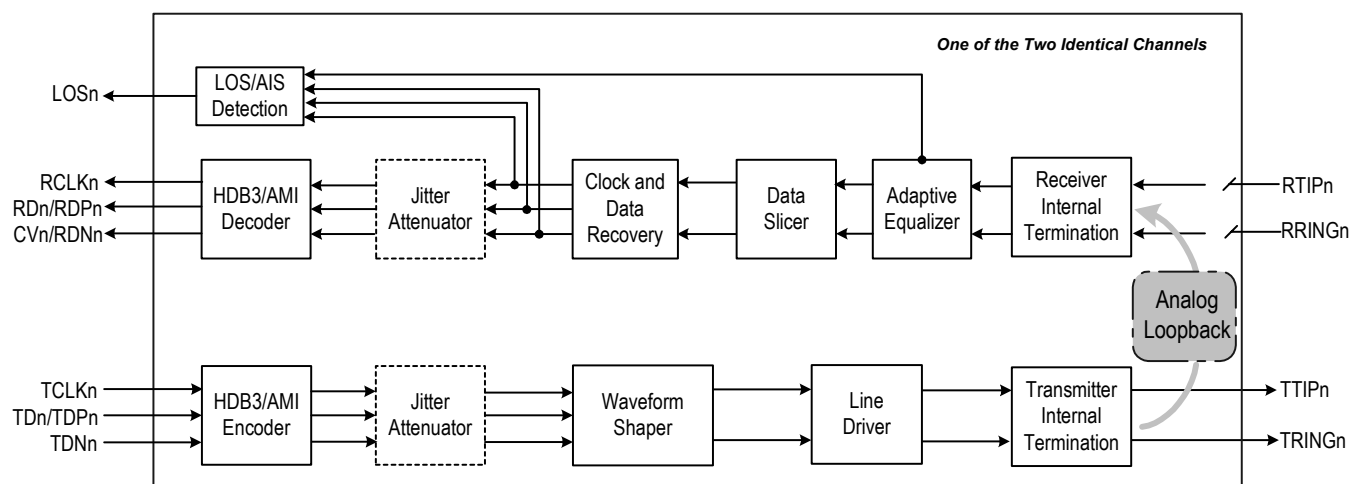 One of the Two Identical Channels
LOSn
LOS/AIS
Detection
RCLKn
RDn/RDPn
CVn/RDNn
HDB3/AMI
Decoder
Jitter
Attenuator
Clock and
Data
Recovery
Data
Slicer
Adaptive
Equalizer
Receiver
Internal
Termination
RTIPn
RRINGn
Analog
Loopback
TCLKn
TDn/TDPn
TDNn
HDB3/AMI
Encoder
Jitter
Attenuator
Waveform
Shaper
Line
Driver
Transmitter
Internal
Termination
TTIPn
TRINGn